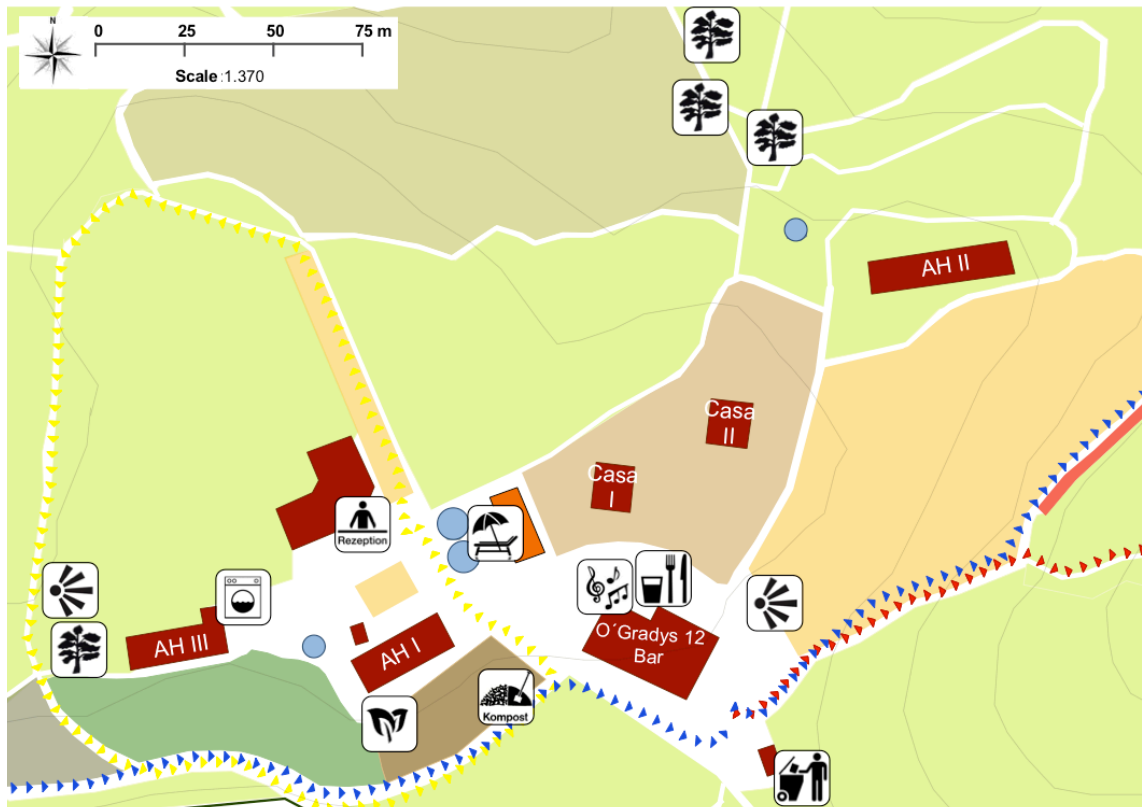 N
0 25 50 75 m
Scale :1.370
AH II
Casa
II
Casa
I
Rezeption
O´Gradys 12
Bar
AH III
AH I
Kompost